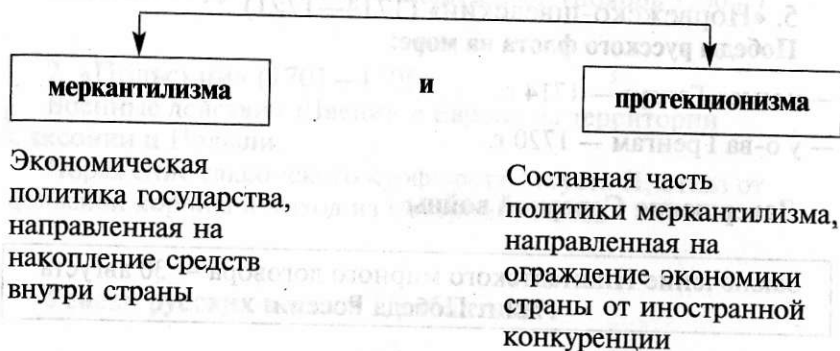 меркантилизма
и
протекционизма
Экономическая
политика государства,
направленная на
накопление средств
внутри страны
Составная часть
политики меркантилизма,
направленная на
ограждение экономики
страны от иностранной
конкуренции